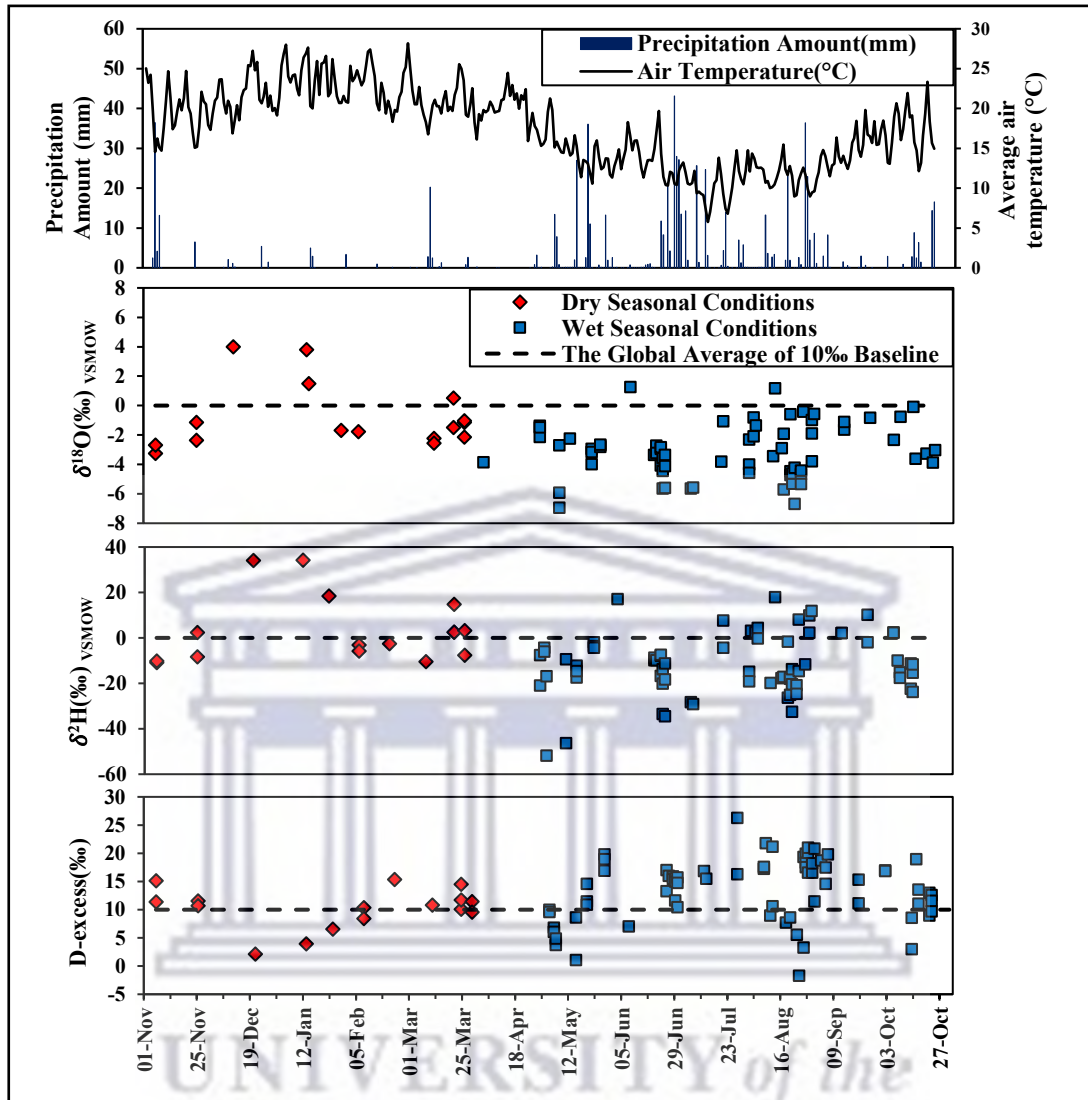 60
50
40
30
20
10
0
Precipitation
Amount (mm)
Precipitation Amount(mm)
Air Temperature(°C)
30
25
20
15
10
5
0
Average air
temperature (°C)
8
6
4
2
0
-2
-4
-6
-8
δ¹⁸O(‰) VSMOW
Dry Seasonal Conditions
Wet Seasonal Conditions
The Global Average of 10‰ Baseline
40
20
0
-20
-40
-60
δ²H(‰) VSMOW
30
25
20
15
10
5
0
-5
D-excess(‰)
01-Nov
25-Nov
19-Dec
12-Jan
05-Feb
01-Mar
25-Mar
18-Apr
12-May
05-Jun
29-Jun
23-Jul
16-Aug
09-Sep
03-Oct
27-Oct
UNIVERSITY of the